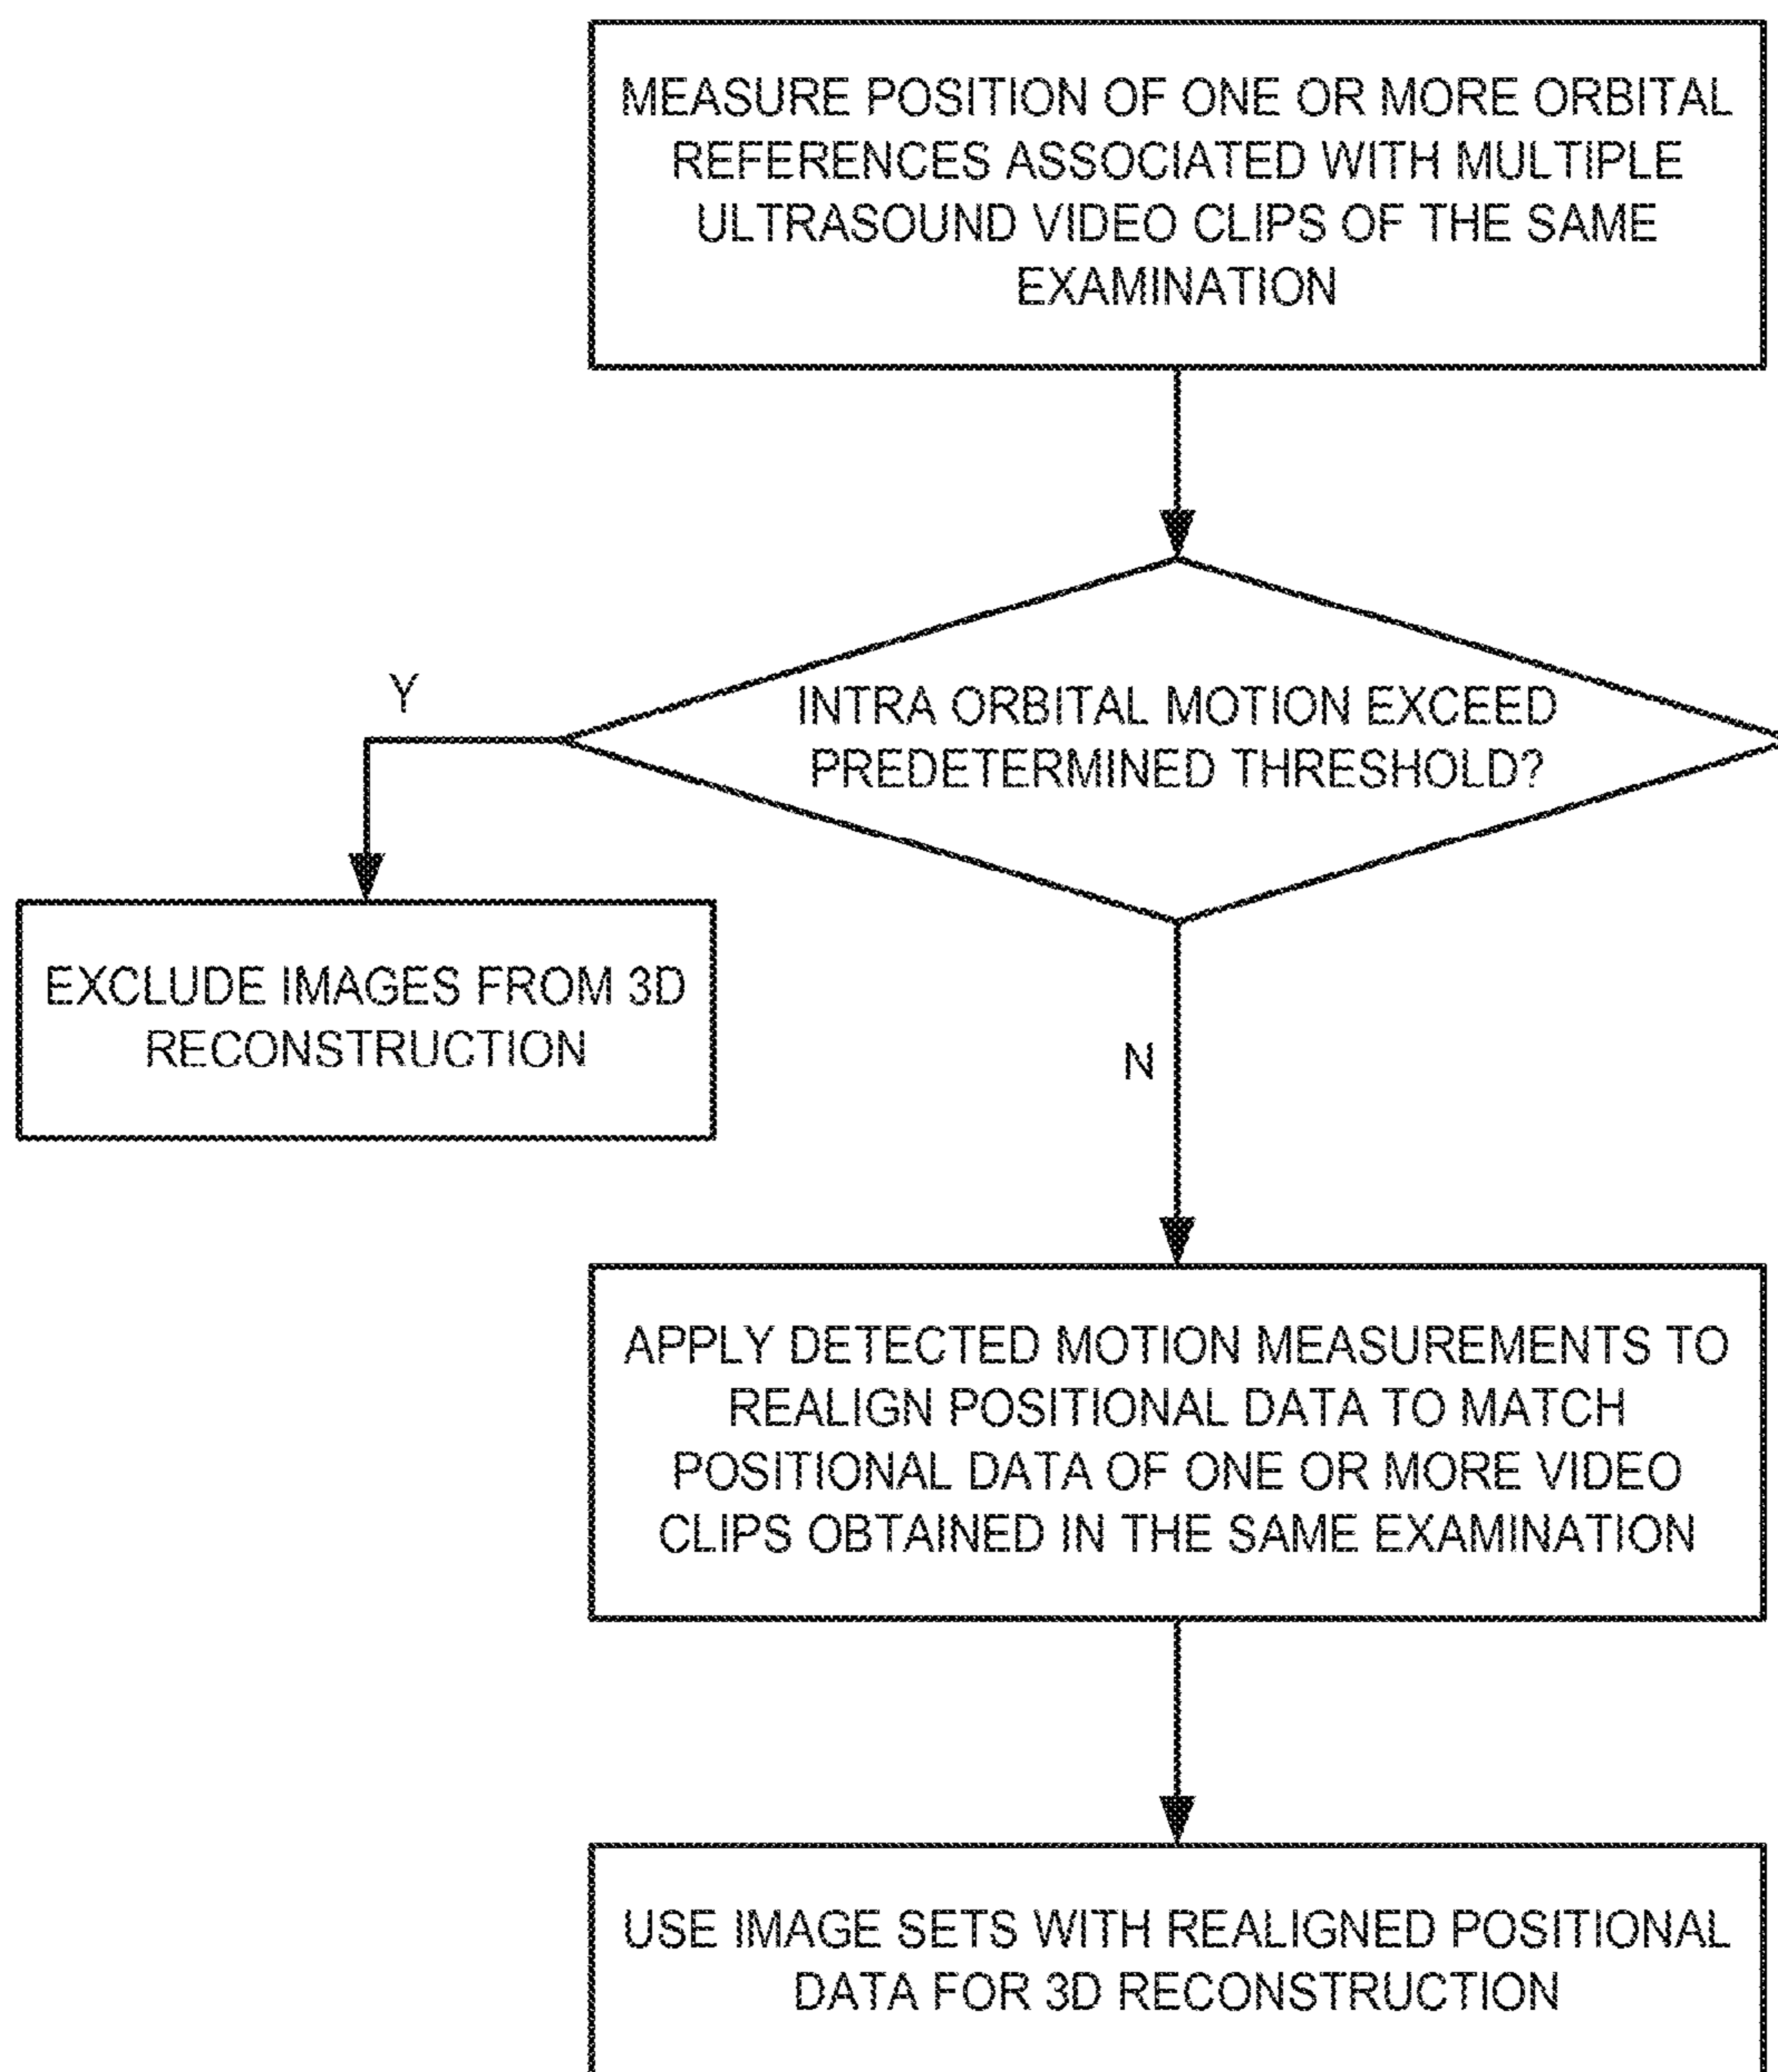 MEASURE POSITION OF ONE OR MORE ORBITAL
REFERENCES ASSOCIATED WITH MULTIPLE
ULTRASOUND VIDEO CLIPS OF THE SAME
EXAMINATION
Y
INTRA ORBITAL MOTION EXCEED
PREDETERMINED THRESHOLD?
EXCLUDE IMAGES FROM 3D
RECONSTRUCTION
N
APPLY DETECTED MOTION MEASUREMENTS TO
REALIGN POSITIONAL DATA TO MATCH
POSITIONAL DATA OF ONE OR MORE VIDEO
CLIPS OBTAINED IN THE SAME EXAMINATION
USE IMAGE SETS WITH REALIGNED POSITIONAL
DATA FOR 3D RECONSTRUCTION